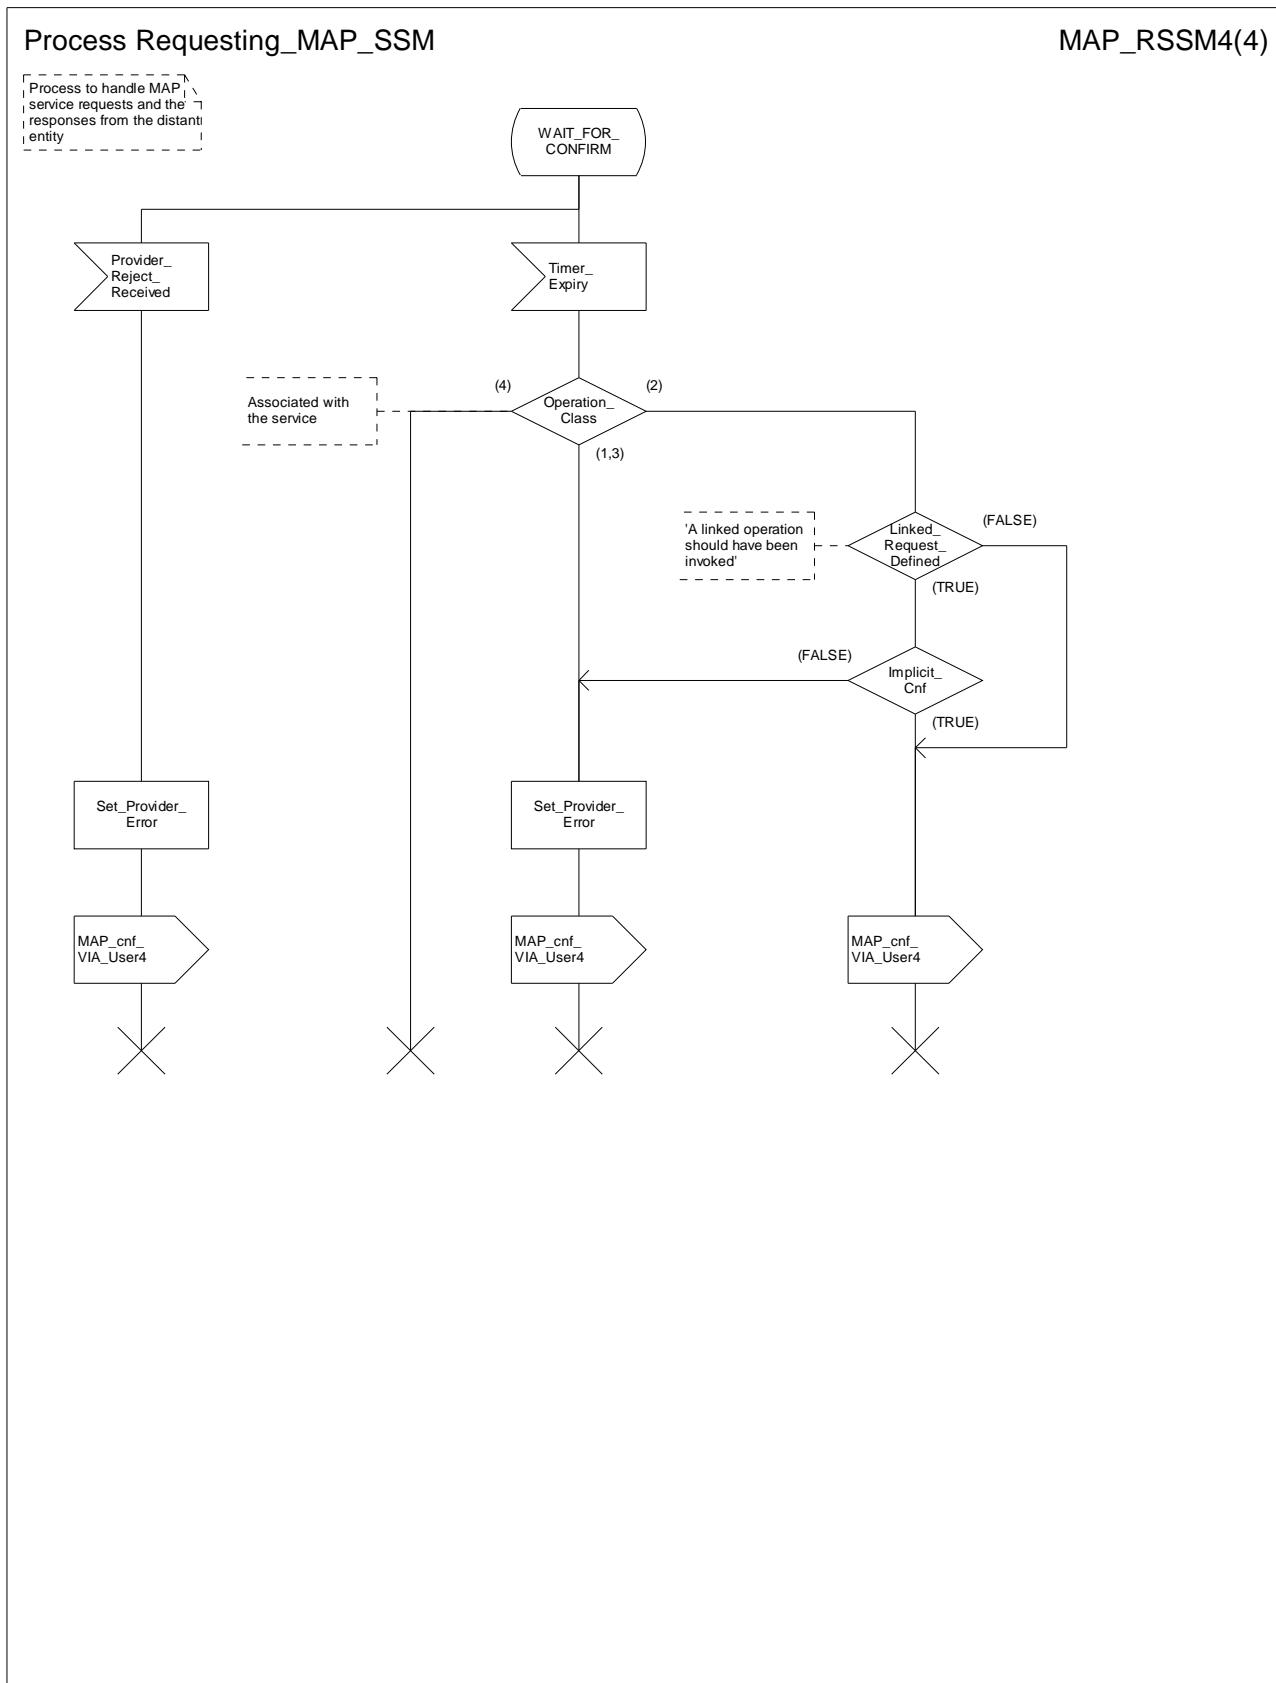 Process Requesting_MAP_SSM
MAP_RSSM4(4)
Process to handle MAP
service requests and the
responses from the distant
entity
WAIT_FOR_
CONFIRM
Provider_
Reject_
Received
Timer_
Expiry
Associated with
the service
(4)
Operation_
Class
(2)
(1,3)
'A linked operation
should have been
invoked'
Linked_
Request_
Defined
(FALSE)
(TRUE)
(FALSE)
Implicit_
Cnf
(TRUE)
Set_Provider_
Error
Set_Provider_
Error
MAP_cnf_
VIA_User4
MAP_cnf_
VIA_User4
MAP_cnf_
VIA_User4